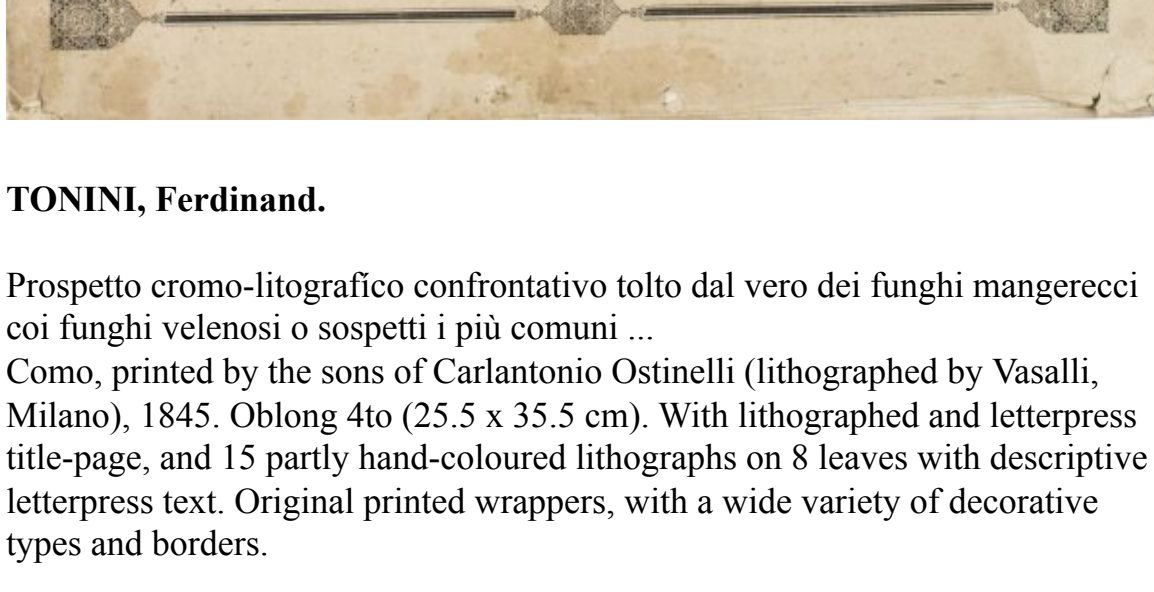 TONINI, Ferdinand.
Prospetto cromo-litografíco confrontativo tolto dal vero dei funghi mangerecci
coi funghi velenosi o sospetti i più comuni ...
Como, printed by the sons of Carlantonio Ostinelli (lithographed by Vasalli,
Milano), 1845. Oblong 4to (25.5 x 35.5 cm). With lithographed and letterpress
title-page, and 15 partly hand-coloured lithographs on 8 leaves with descriptive
letterpress text. Original printed wrappers, with a wide variety of decorative
types and borders.